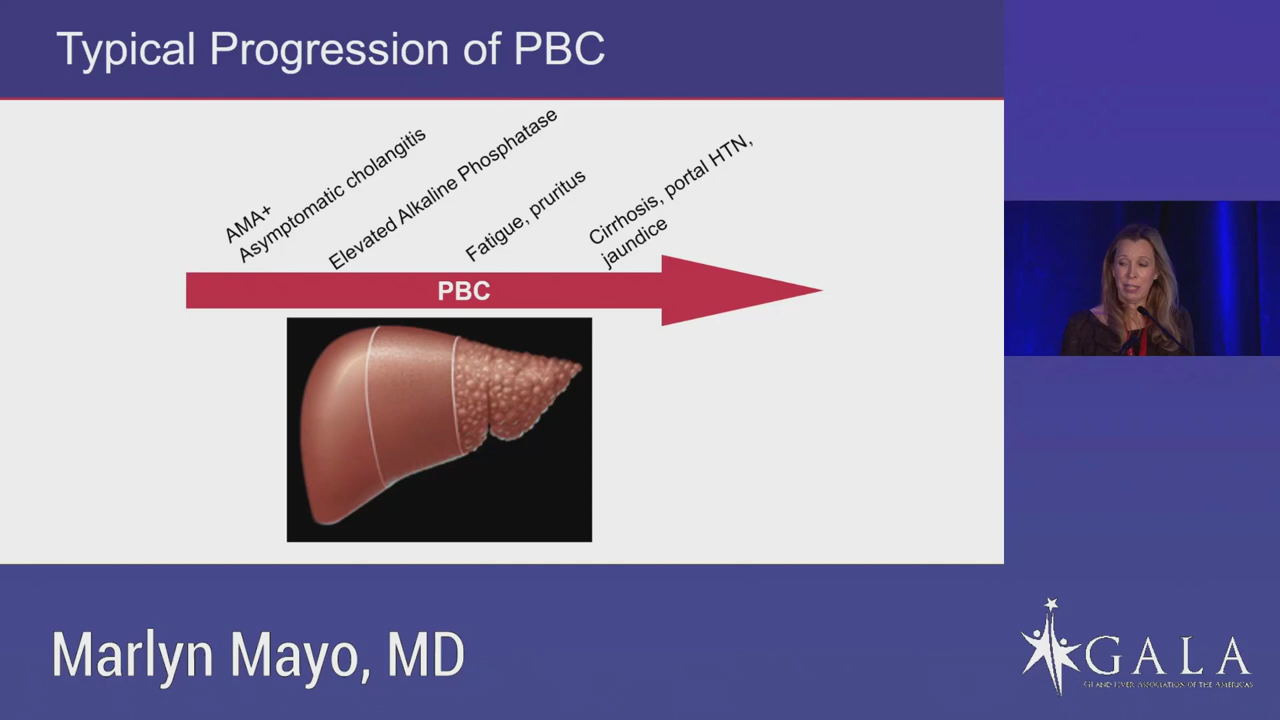 Typical Progression of PBC
AMA+
Asymptomatic cholangitis
Elevated Alkaline Phosphatase
Fatigue, pruritus
Cirrhosis, portal HTN,
jaundice
PBC
Marlyn Mayo, MD
GALA
GI AND LIVER ASSOCIATION OF THE AMERICAS